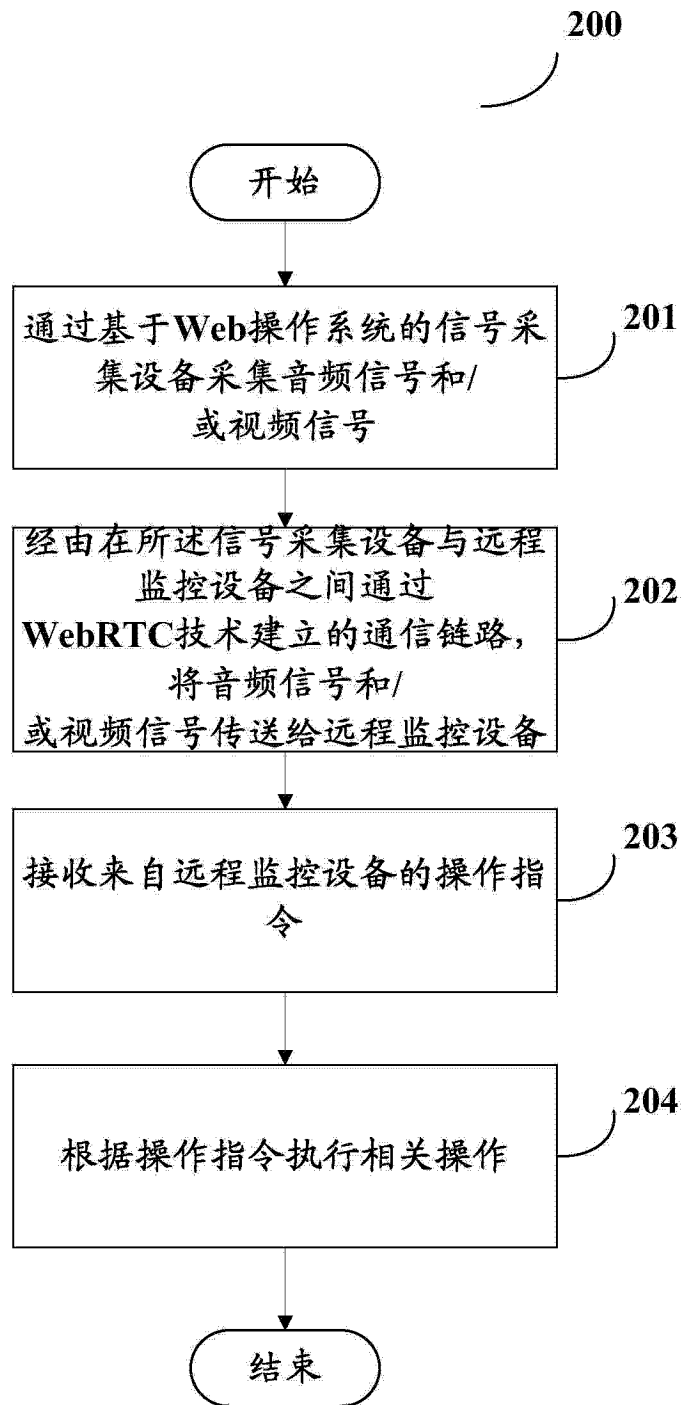 200
开始
通过基于Web操作系统的信号采
集设备采集音频信号和/
或视频信号
201
经由在所述信号采集设备与远程
监控设备之间通过
WebRTC技术建立的通信链路，
将音频信号和/
或视频信号传送给远程监控设备
202
接收来自远程监控设备的操作指
令
203
根据操作指令执行相关操作
204
结束